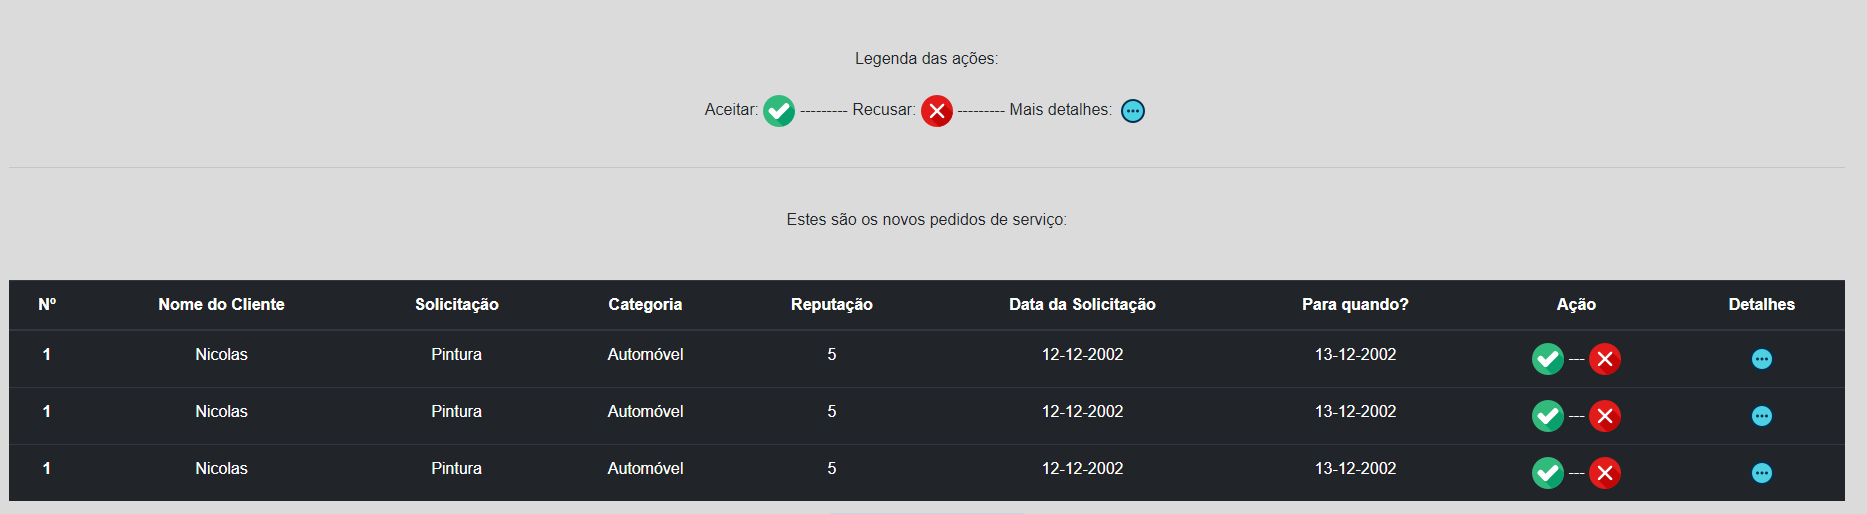 Legenda das ações:
Aceitar: --------- Recusar: --------- Mais detalhes:
Estes são os novos pedidos de serviço:
Nº Nome do Cliente Solicitação Categoria Reputação Data da Solicitação Para quando? Ação Detalhes
1 Nicolas Pintura Automóvel 5 12-12-2002 13-12-2002 ---
1 Nicolas Pintura Automóvel 5 12-12-2002 13-12-2002 ---
1 Nicolas Pintura Automóvel 5 12-12-2002 13-12-2002 ---